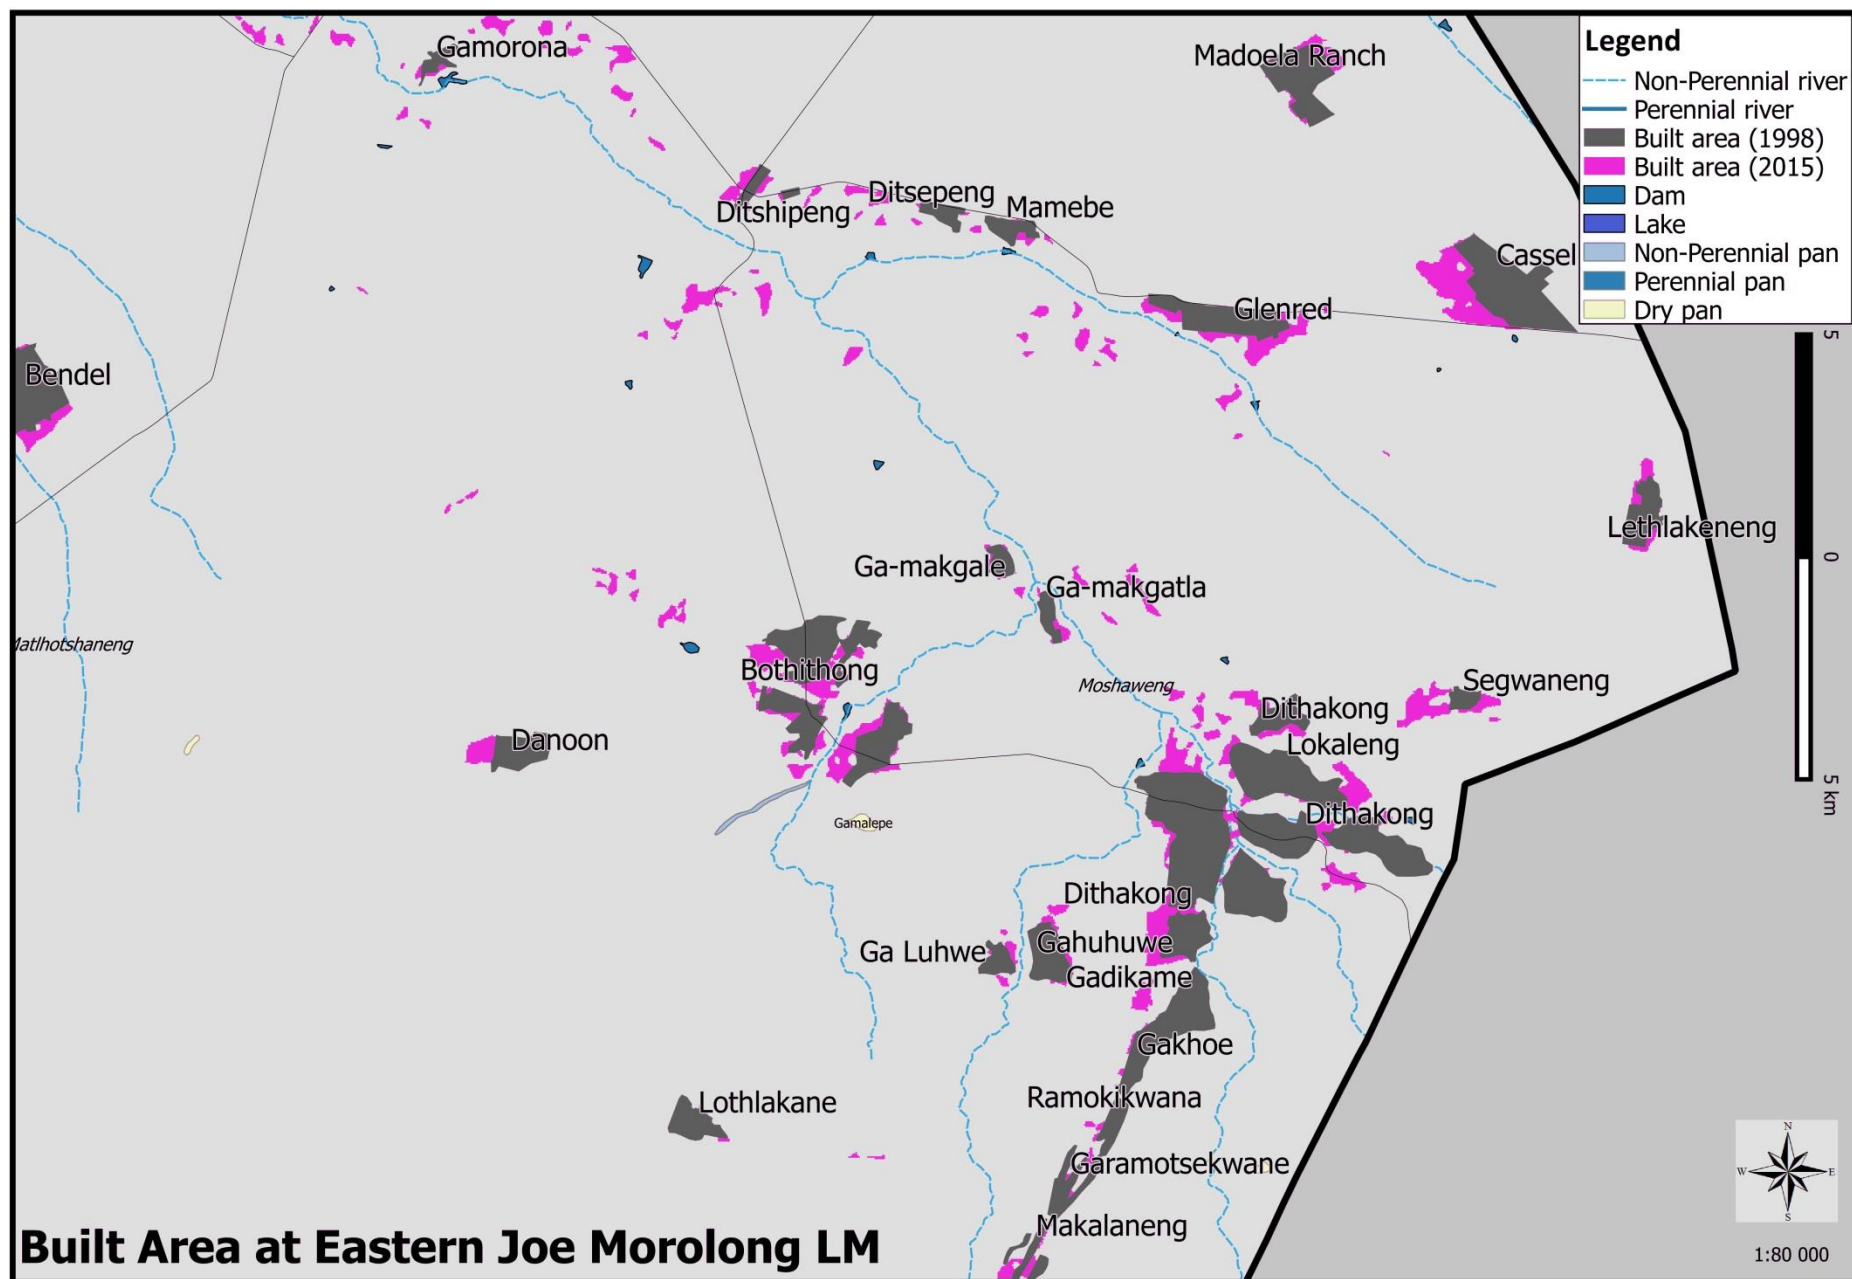 Gamorona
Madoela Ranch
Legend
Non-Perennial river
Perennial river
Built area (1998)
Built area (2015)
Dam
Lake
Non-Perennial pan
Perennial pan
Dry pan
Ditshipeng
Ditsepeng
Mamebe
Cassel
Glenred
Bendel
5
0
5 km
Lethlakeneng
Ga-makgale
Ga-makgatla
Matlhotshaneng
Bothithong
Moshaweng
Segwaneng
Dithakong
Lokaleng
Danoon
Dithakong
Gamalepe
Dithakong
Ga Luhwe
Gahuhuwe
Gadikame
Gakhoe
Ramokikwana
Lothlakane
Garamotsekwane
Makalaneng
N
W
E
S
1:80 000
Built Area at Eastern Joe Morolong LM